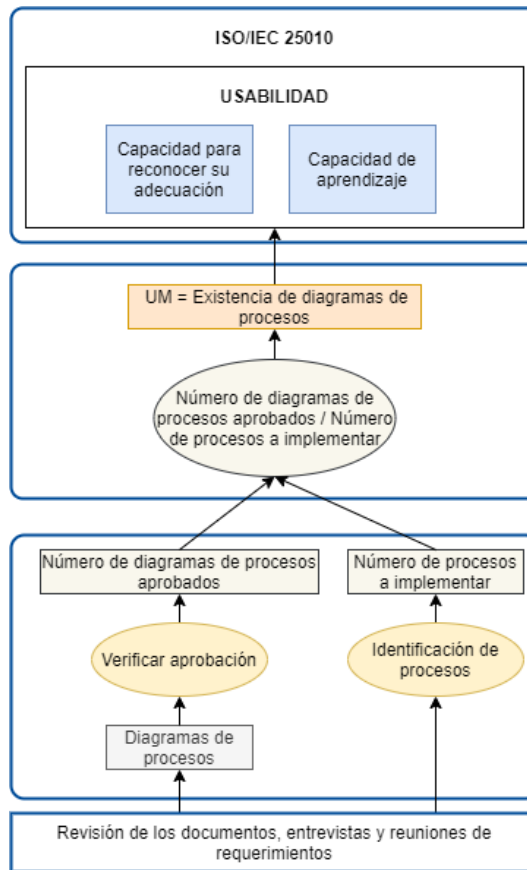 ISO/IEC 25010
USABILIDAD
Capacidad para
reconocer su
adecuación
Capacidad de
aprendizaje
UM = Existencia de diagramas de
procesos
Número de diagramas de
procesos aprobados / Número
de procesos a implementar
Número de diagramas de procesos
aprobados
Número de procesos
a implementar
Verificar aprobación
Identificación de
procesos
Diagramas de
procesos
Revisión de los documentos, entrevistas y reuniones de
requerimientos